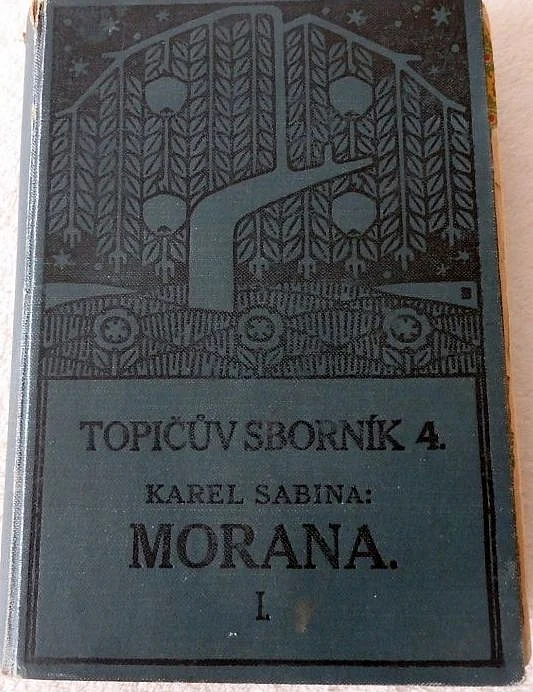 TOPIČŮV SBORNÍK 4.
KAREL SABINA:
MORANA.
I.